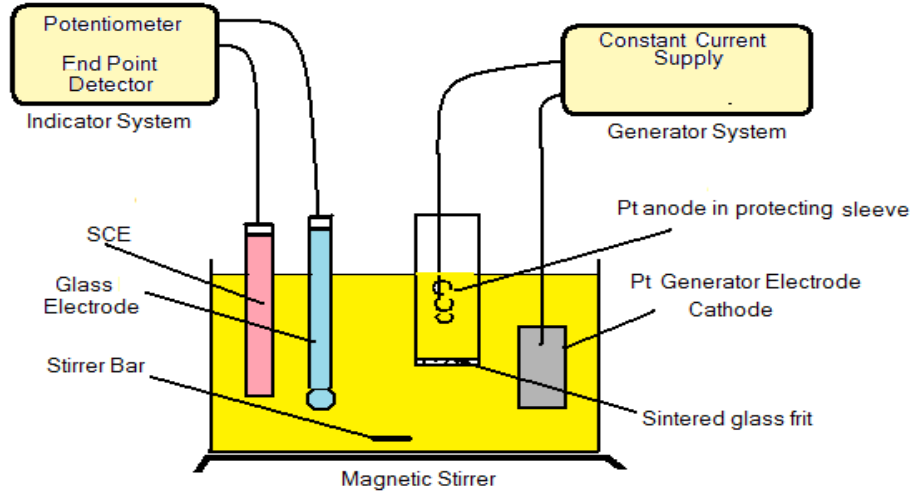 Potentiometer
End Point
Detector
Indicator System
Constant Current
Supply
Generator System
SCE
Glass
Electrode
Stirrer Bar
Pt anode in protecting sleeve
Pt Generator Electrode
Cathode
Sintered glass frit
Magnetic Stirrer